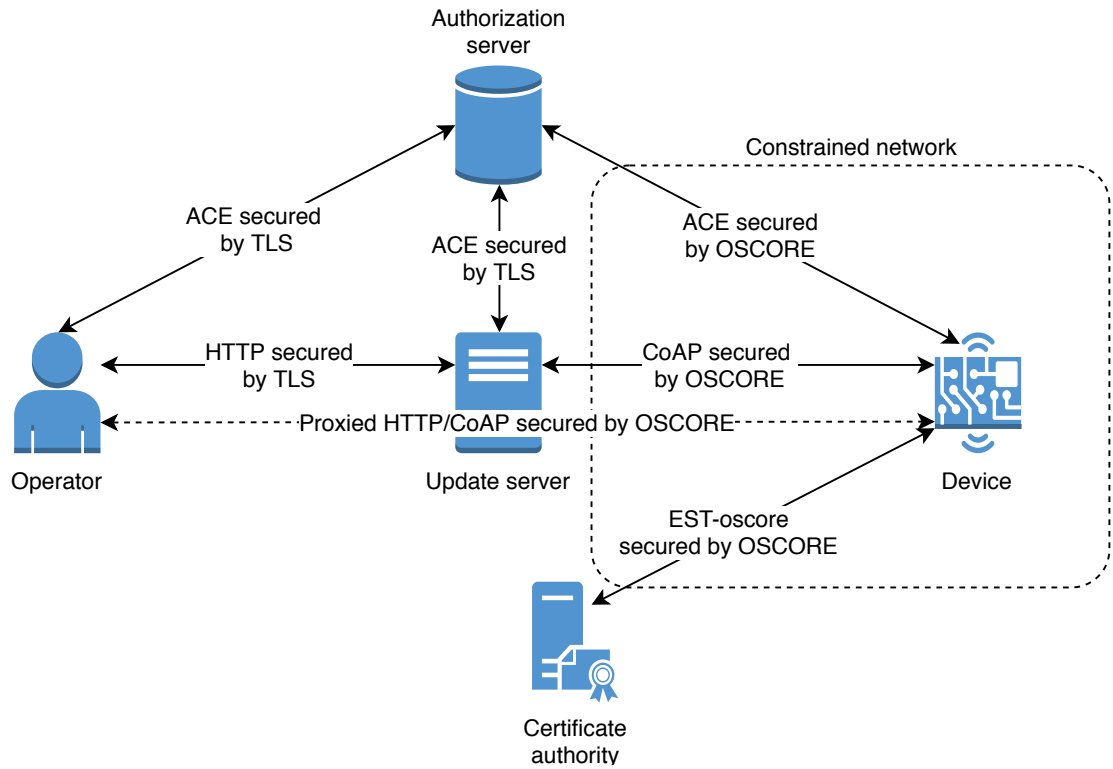 Authorization
server
Constrained network
ACE secured
by TLS
ACE secured
by TLS
ACE secured
by OSCORE
HTTP secured
by TLS
CoAP secured
by OSCORE
Proxied HTTP/CoAP secured by OSCORE
Operator
Update server
Device
EST-oscore
secured by OSCORE
Certificate
authority